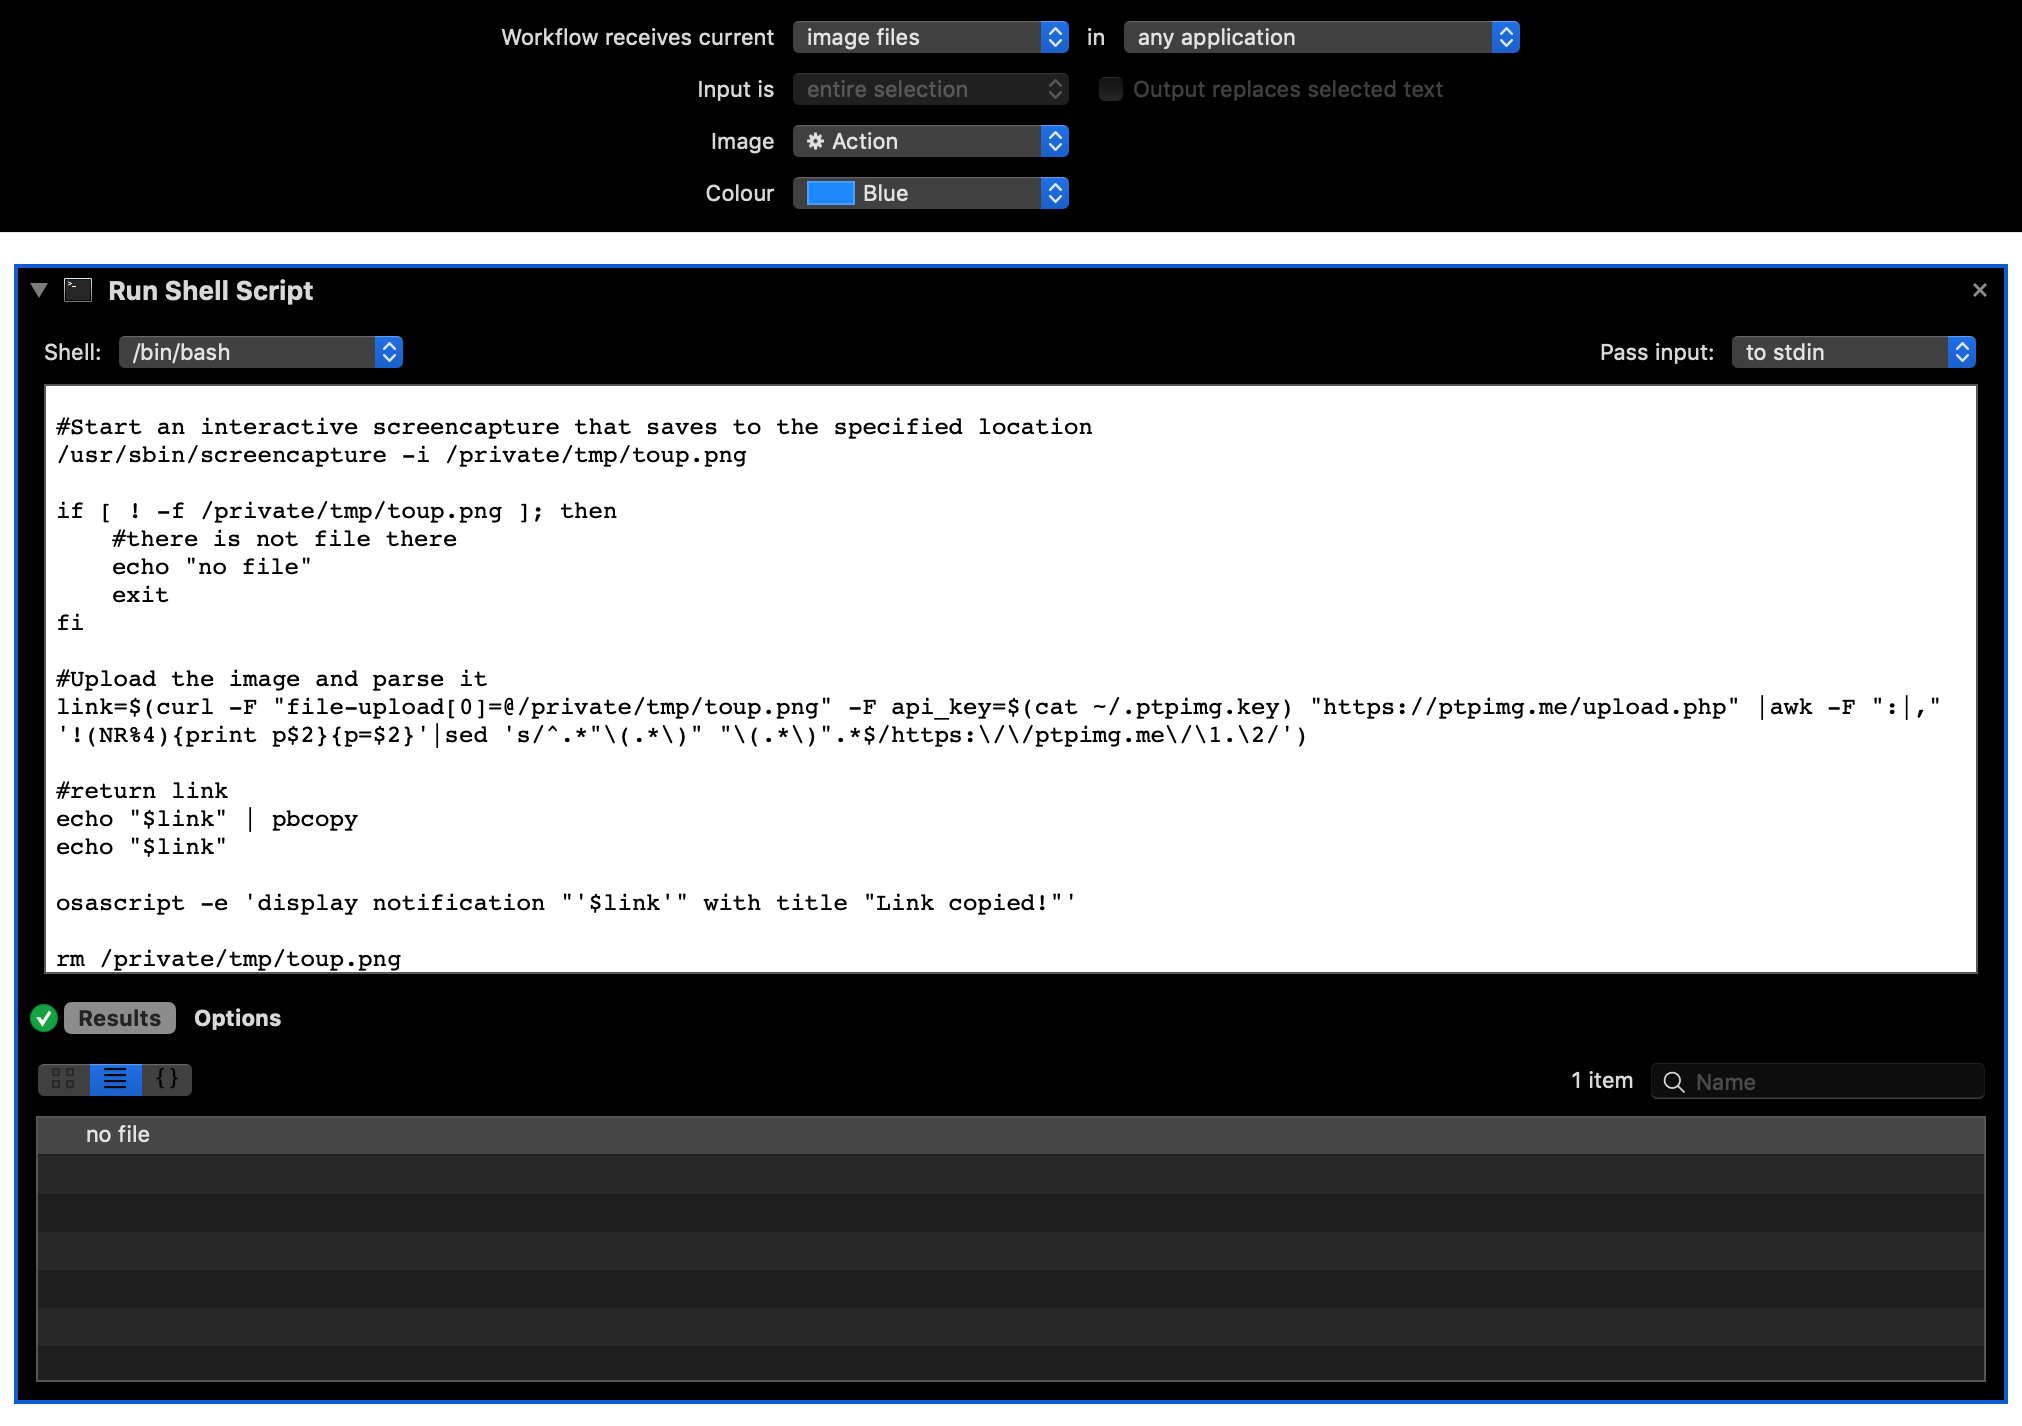 Workflow receives current image files in any application
Input is entire selection Output replaces selected text
Image Action
Colour Blue
Run Shell Script
Shell: /bin/bash Pass input: to stdin
#Start an interactive screencapture that saves to the specified location
/usr/sbin/screencapture -i /private/tmp/toup.png
if [ ! -f /private/tmp/toup.png ]; then
#there is not file there
echo "no file"
exit
fi
#Upload the image and parse it
link=$(curl -F "file-upload[0]=@/private/tmp/toup.png" -F api_key=$(cat ~/.ptpimg.key) "https://ptpimg.me/upload.php" |awk -F ":|,"
'!(NR%4){print p$2}{p=$2}'|sed 's/^.*"\(.*\)" "\(.*\)".*$/https:\/\/ptpimg.me\/\1.\2/')
#return link
echo "$link" | pbcopy
echo "$link"
osascript -e 'display notification "'$link'" with title "Link copied!"'
rm /private/tmp/toup.png
Results Options
{} 1 item Name
no file